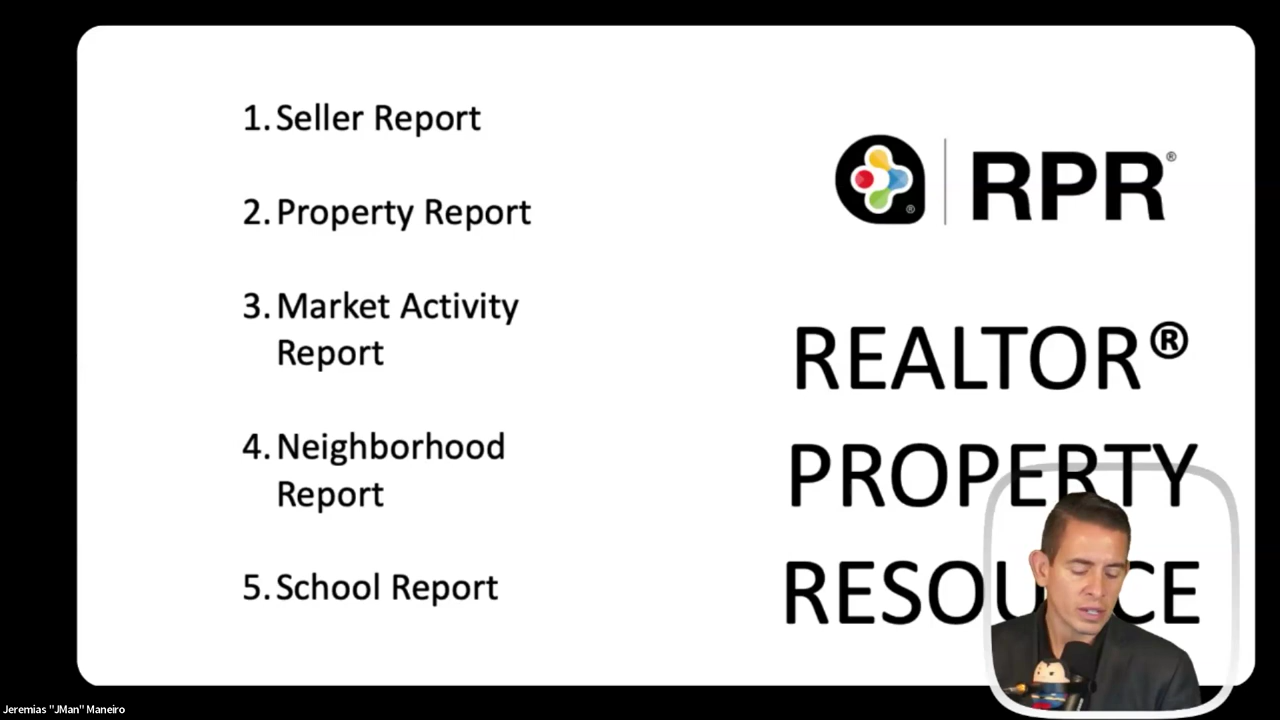 1. Seller Report
2. Property Report
3. Market Activity
Report
4. Neighborhood
Report
5. School Report
RPR®
REALTOR®
PROPERTY
Jeremias "JMan" Maneiro